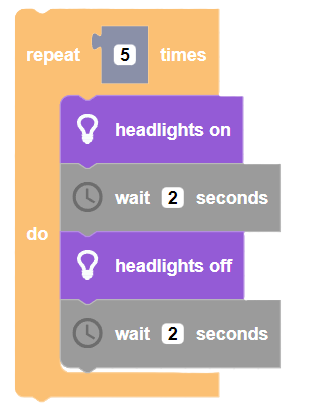 repeat 5 times
headlights on
wait 2 seconds
do
headlights off
wait 2 seconds